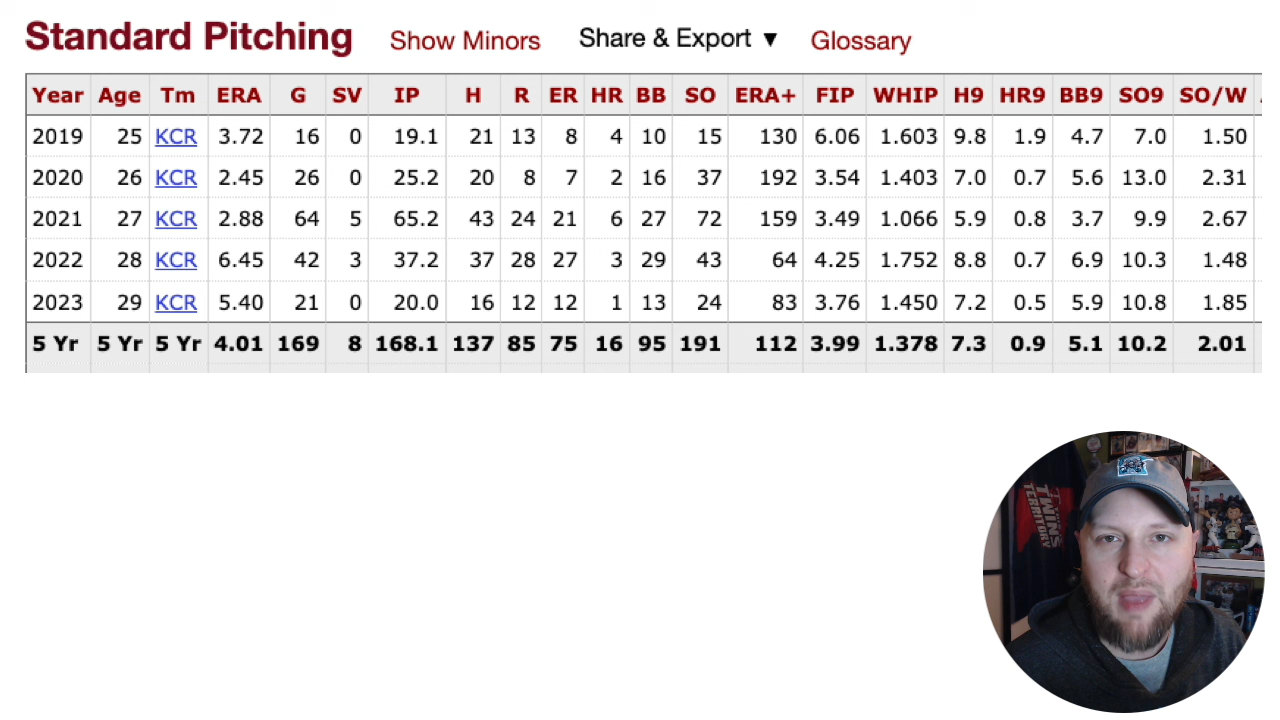 Standard Pitching Show Minors Share & Export ▼ Glossary
Year Age Tm ERA G SV IP H R ER HR BB SO ERA+ FIP WHIP H9 HR9 BB9 SO9 SO/W
2019 25 KCR 3.72 16 0 19.1 21 13 8 4 10 15 130 6.06 1.603 9.8 1.9 4.7 7.0 1.50
2020 26 KCR 2.45 26 0 25.2 20 8 7 2 16 37 192 3.54 1.403 7.0 0.7 5.6 13.0 2.31
2021 27 KCR 2.88 64 5 65.2 43 24 21 6 27 72 159 3.49 1.066 5.9 0.8 3.7 9.9 2.67
2022 28 KCR 6.45 42 3 37.2 37 28 27 3 29 43 64 4.25 1.752 8.8 0.7 6.9 10.3 1.48
2023 29 KCR 5.40 21 0 20.0 16 12 12 1 13 24 83 3.76 1.450 7.2 0.5 5.9 10.8 1.85
5 Yr 5 Yr 5 Yr 4.01 169 8 168.1 137 85 75 16 95 191 112 3.99 1.378 7.3 0.9 5.1 10.2 2.01
TWINS
TERRITORY